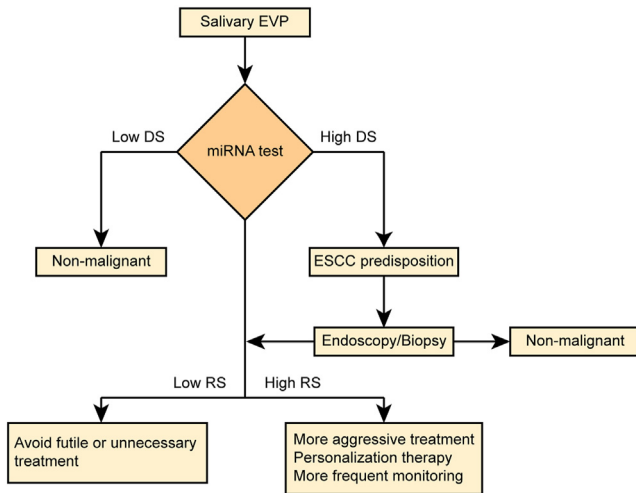 Salivary EVP
miRNA test
Low DS
High DS
Non-malignant
ESCC predisposition
Endoscopy/Biopsy
Non-malignant
Low RS
High RS
Avoid futile or unnecessary
treatment
More aggressive treatment
Personalization therapy
More frequent monitoring